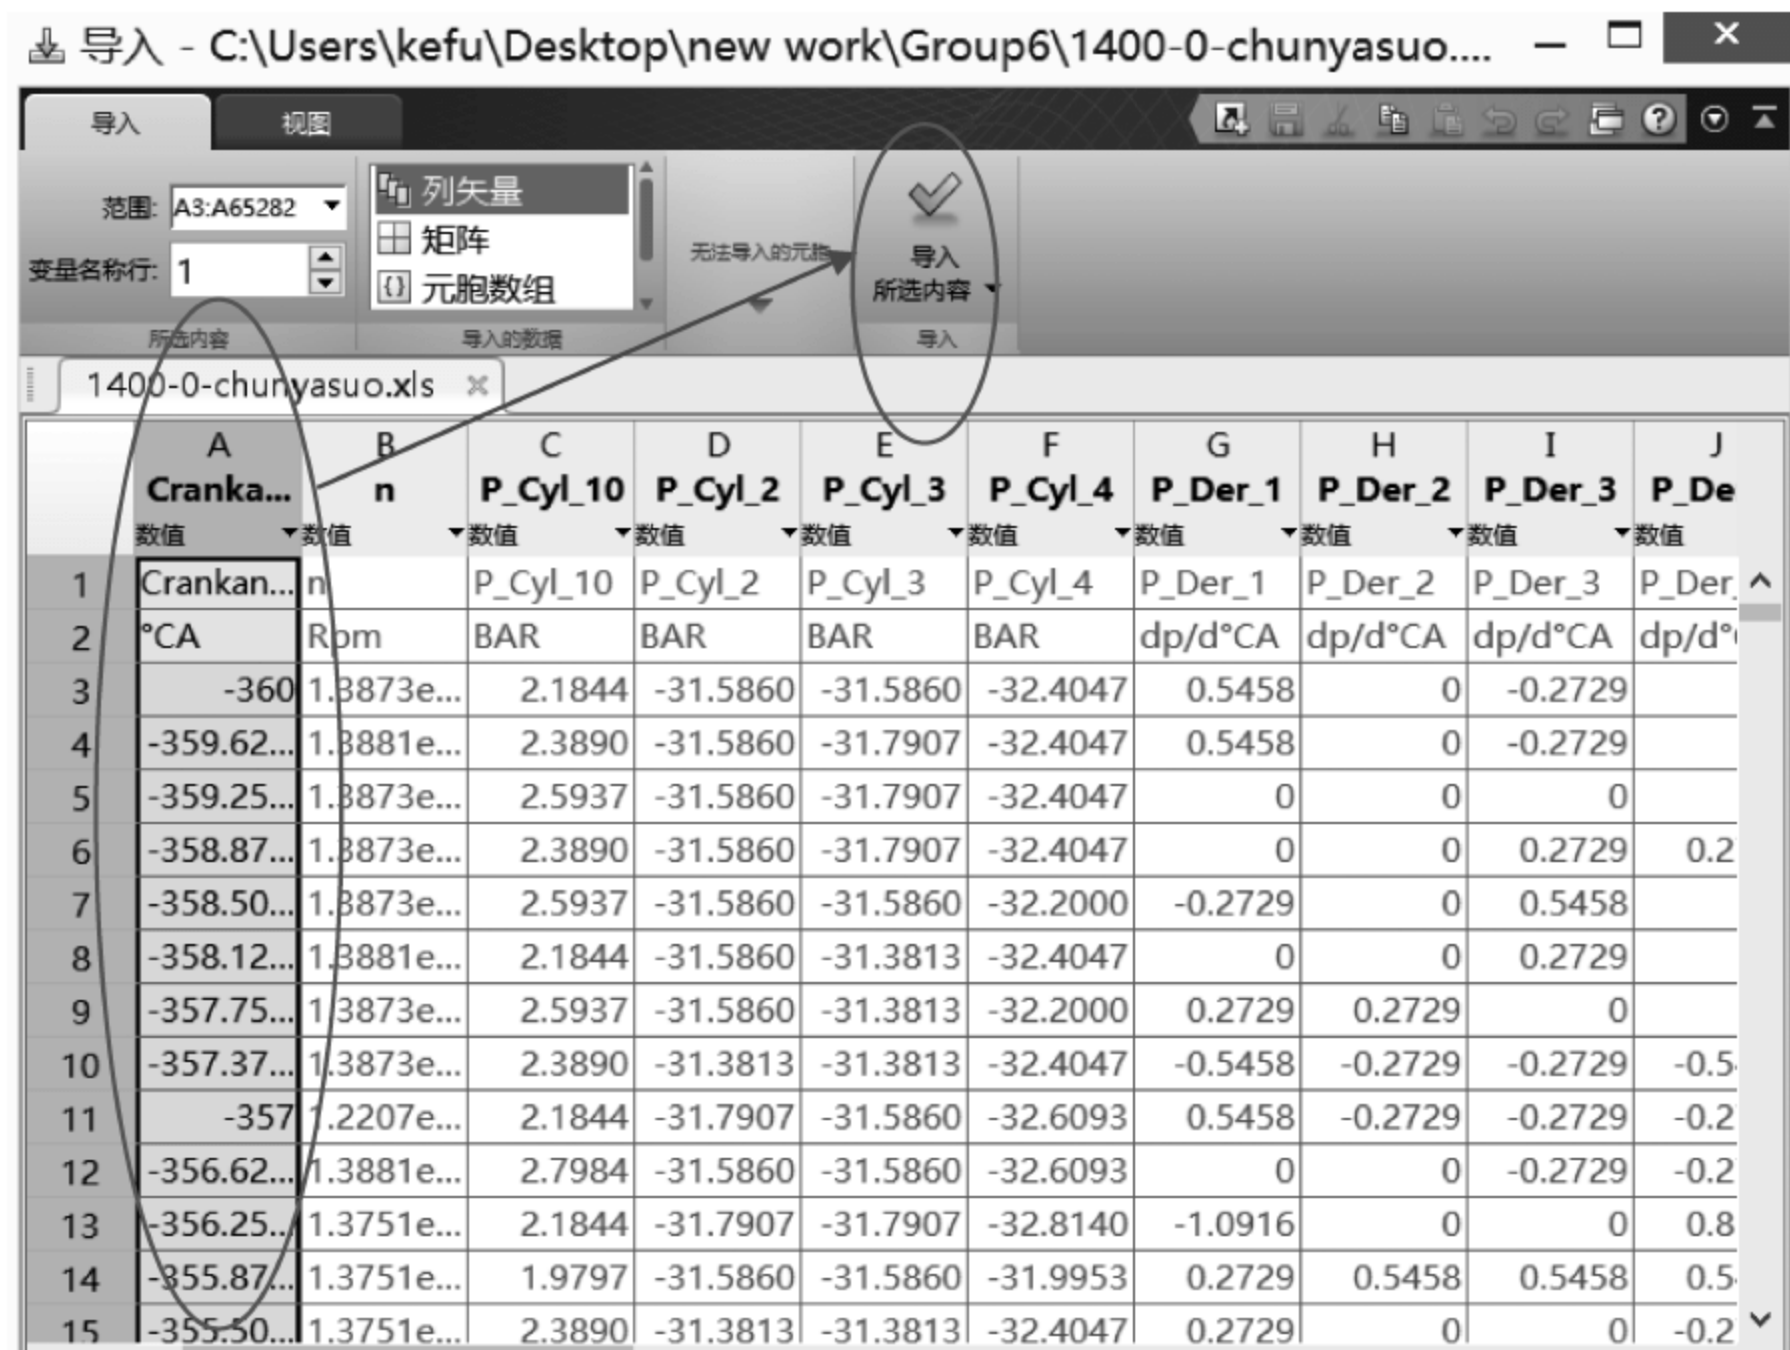 导入 - C:\Users\kefu\Desktop\new work\Group6\1400-0-chunyasuo....
导入 视图
范围: A3:A65282
变量名称行: 1
所选内容
列矢量
矩阵
元胞数组
导入的数据
无法导入的元胞
导入
所选内容
导入
1400-0-chunyasuo.xls
A B C D E F G H I J
Cranka... n P_Cyl_10 P_Cyl_2 P_Cyl_3 P_Cyl_4 P_Der_1 P_Der_2 P_Der_3 P_De
数值 数值 数值 数值 数值 数值 数值 数值 数值 数值
1 Crankan... n P_Cyl_10 P_Cyl_2 P_Cyl_3 P_Cyl_4 P_Der_1 P_Der_2 P_Der_3 P_Der_
2 °CA Rpm BAR BAR BAR BAR dp/d°CA dp/d°CA dp/d°CA dp/d°
3 -360 1.3873e... 2.1844 -31.5860 -31.5860 -32.4047 0.5458 0 -0.2729
4 -359.62... 1.3881e... 2.3890 -31.5860 -31.7907 -32.4047 0.5458 0 -0.2729
5 -359.25... 1.3873e... 2.5937 -31.5860 -31.7907 -32.4047 0 0 0
6 -358.87... 1.3873e... 2.3890 -31.5860 -31.7907 -32.4047 0 0 0.2729 0.2
7 -358.50... 1.3873e... 2.5937 -31.5860 -31.5860 -32.2000 -0.2729 0 0.5458
8 -358.12... 1.3881e... 2.1844 -31.5860 -31.3813 -32.4047 0 0 0.2729
9 -357.75... 1.3873e... 2.5937 -31.5860 -31.3813 -32.2000 0.2729 0.2729 0
10 -357.37... 1.3873e... 2.3890 -31.3813 -31.3813 -32.4047 -0.5458 -0.2729 -0.2729 -0.5
11 -357 1.2207e... 2.1844 -31.7907 -31.5860 -32.6093 0.5458 -0.2729 -0.2729 -0.2
12 -356.62... 1.3881e... 2.7984 -31.5860 -31.5860 -32.6093 0 0 -0.2729 -0.2
13 -356.25... 1.3751e... 2.1844 -31.7907 -31.7907 -32.8140 -1.0916 0 0 0.8
14 -355.87... 1.3751e... 1.9797 -31.5860 -31.5860 -31.9953 0.2729 0.5458 0.5458 0.5
15 -355.50... 1.3751e... 2.3890 -31.3813 -31.3813 -32.4047 0.2729 0 0 -0.2